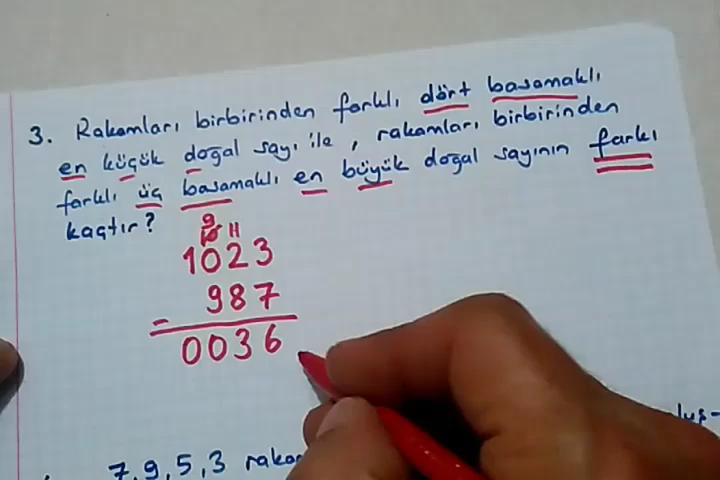 3. Rakamları birbirinden farklı dört basamaklı
en küçük doğal sayı ile, rakamları birbirinden
farklı üç basamaklı en büyük doğal sayının farkı
kaçtır?
9
10 11
1023
- 987
0036
7,9,5,3